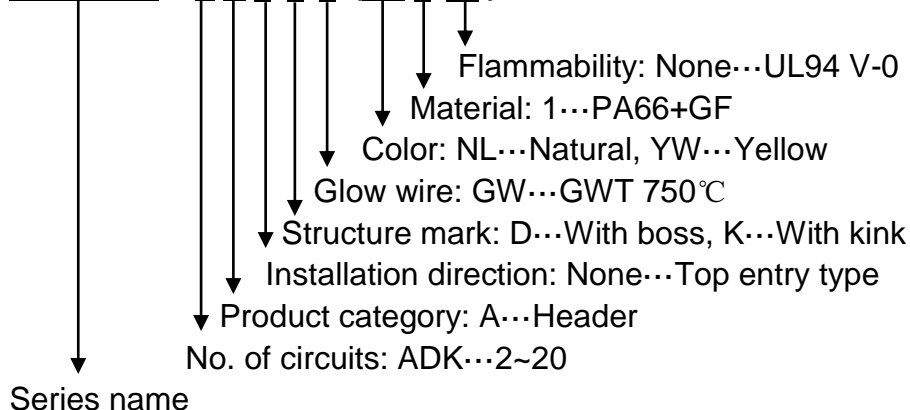 Flammability: None···UL94 V-0
Material: 1···PA66+GF
Color: NL···Natural, YW···Yellow
Glow wire: GW···GWT 750℃
Structure mark: D···With boss, K···With kink
Installation direction: None···Top entry type
Product category: A···Header
No. of circuits: ADK···2~20
Series name